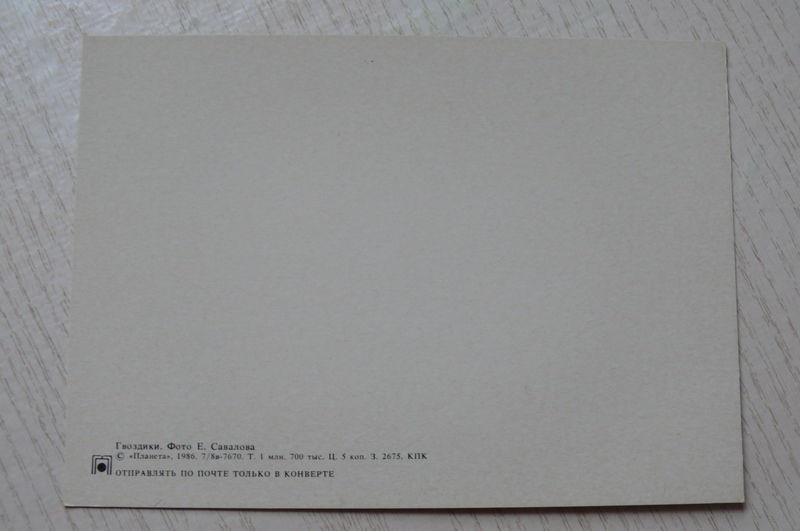 Гвоздики. Фото Е. Савалова
© «Планета», 1986. 7/8в-7670. Т. 1 млн. 700 тыс. Ц. 5 коп. З. 2675, КПК
ОТПРАВЛЯТЬ ПО ПОЧТЕ ТОЛЬКО В КОНВЕРТЕ